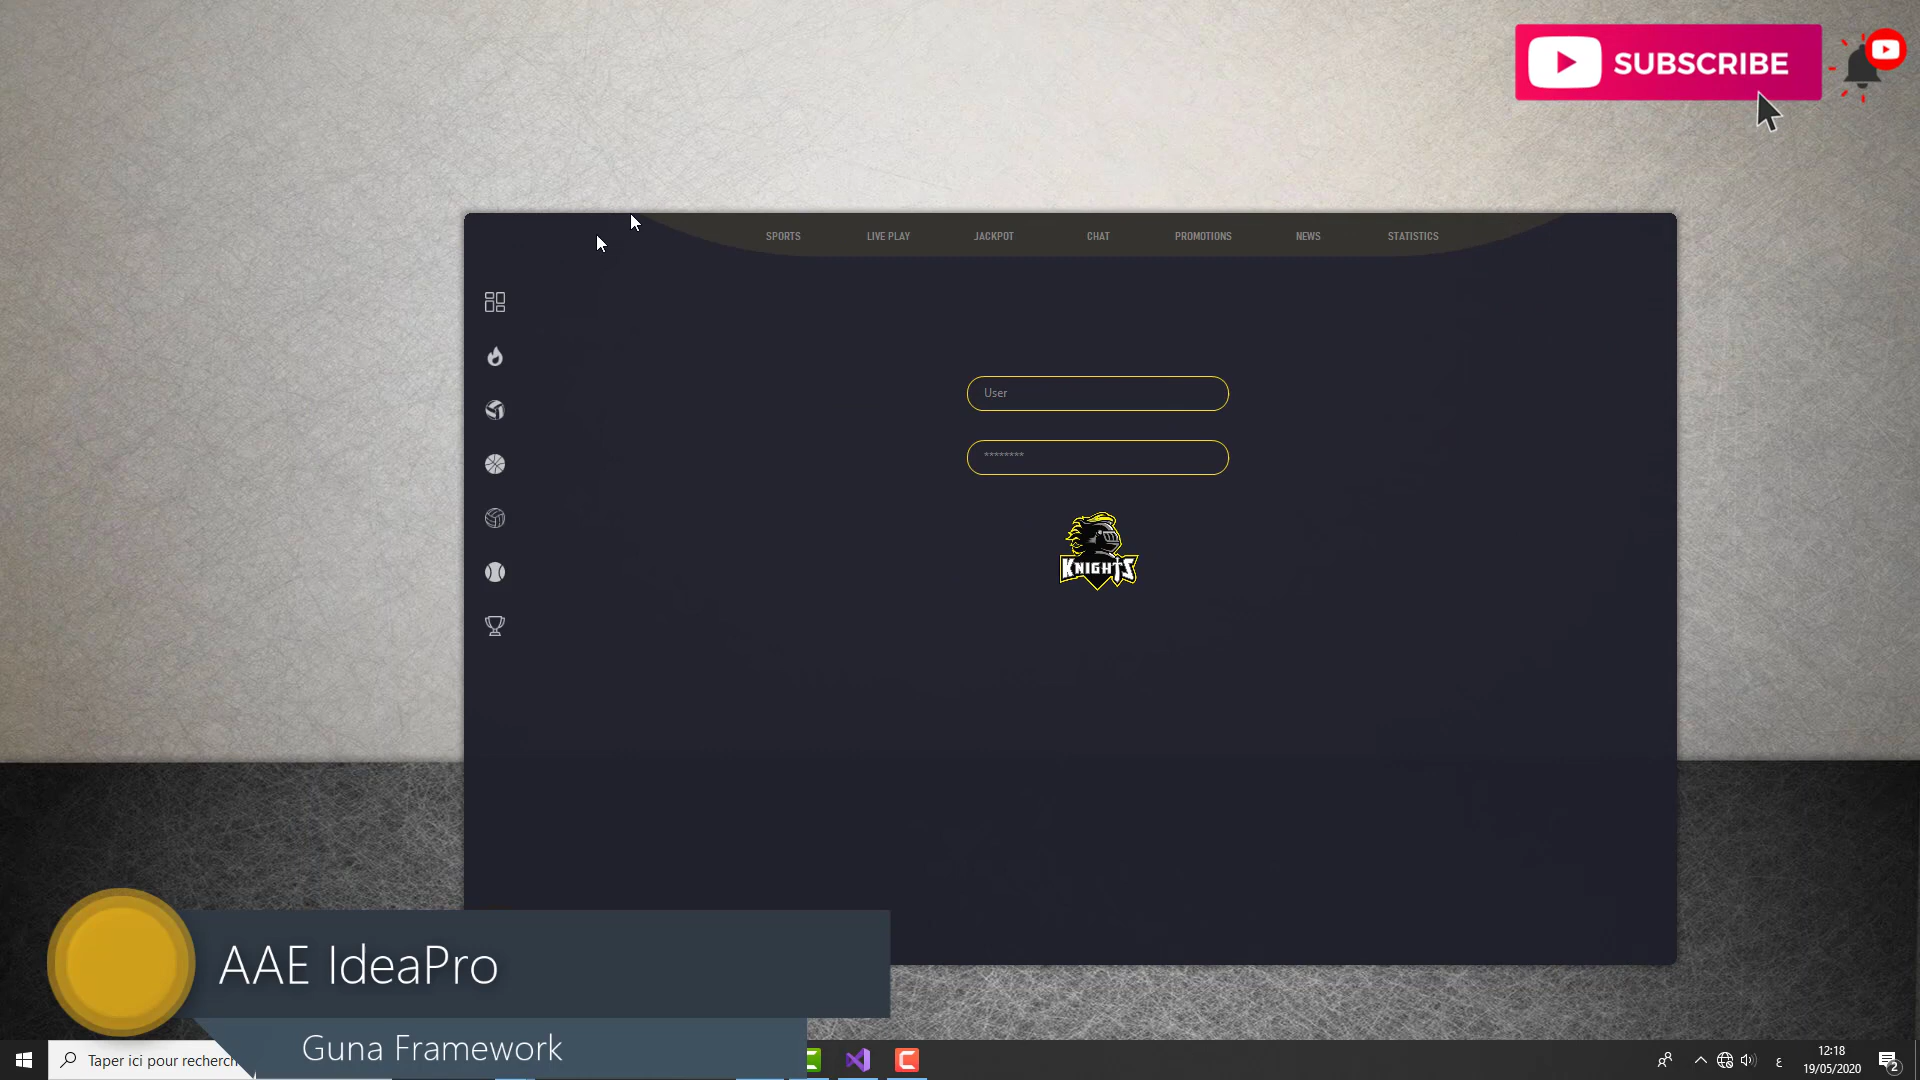 SUBSCRIBE
SPORTS
LIVE PLAY
JACKPOT
CHAT
PROMOTIONS
NEWS
STATISTICS
User
********
KNIGHTS
AAE IdeaPro
Guna Framework
Taper ici pour recherch
ع
12:18
19/05/2020
2